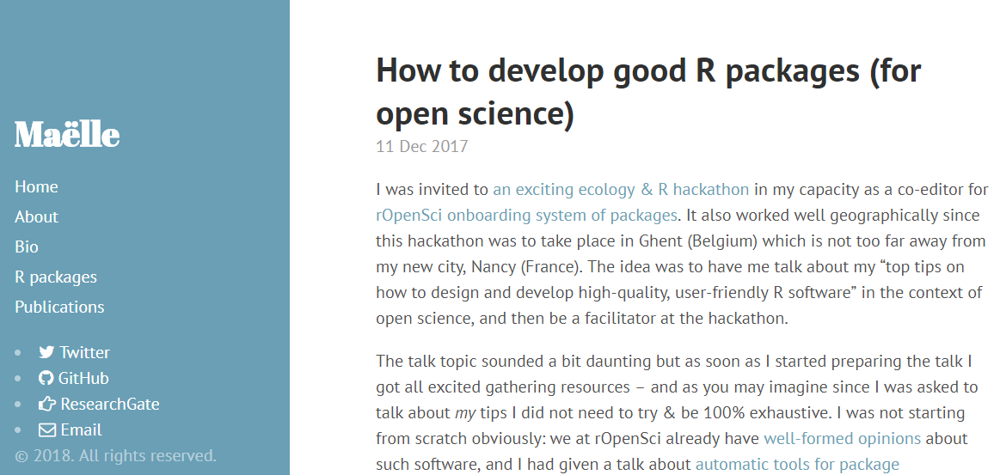 Maëlle
Home
About
Bio
R packages
Publications
Twitter
GitHub
ResearchGate
Email
© 2018. All rights reserved.
How to develop good R packages (for
open science)
11 Dec 2017
I was invited to an exciting ecology & R hackathon in my capacity as a co-editor for
rOpenSci onboarding system of packages. It also worked well geographically since
this hackathon was to take place in Ghent (Belgium) which is not too far away from
my new city, Nancy (France). The idea was to have me talk about my “top tips on
how to design and develop high-quality, user-friendly R software” in the context of
open science, and then be a facilitator at the hackathon.
The talk topic sounded a bit daunting but as soon as I started preparing the talk I
got all excited gathering resources – and as you may imagine since I was asked to
talk about my tips I did not need to try & be 100% exhaustive. I was not starting
from scratch obviously: we at rOpenSci already have well-formed opinions about
such software, and I had given a talk about automatic tools for package